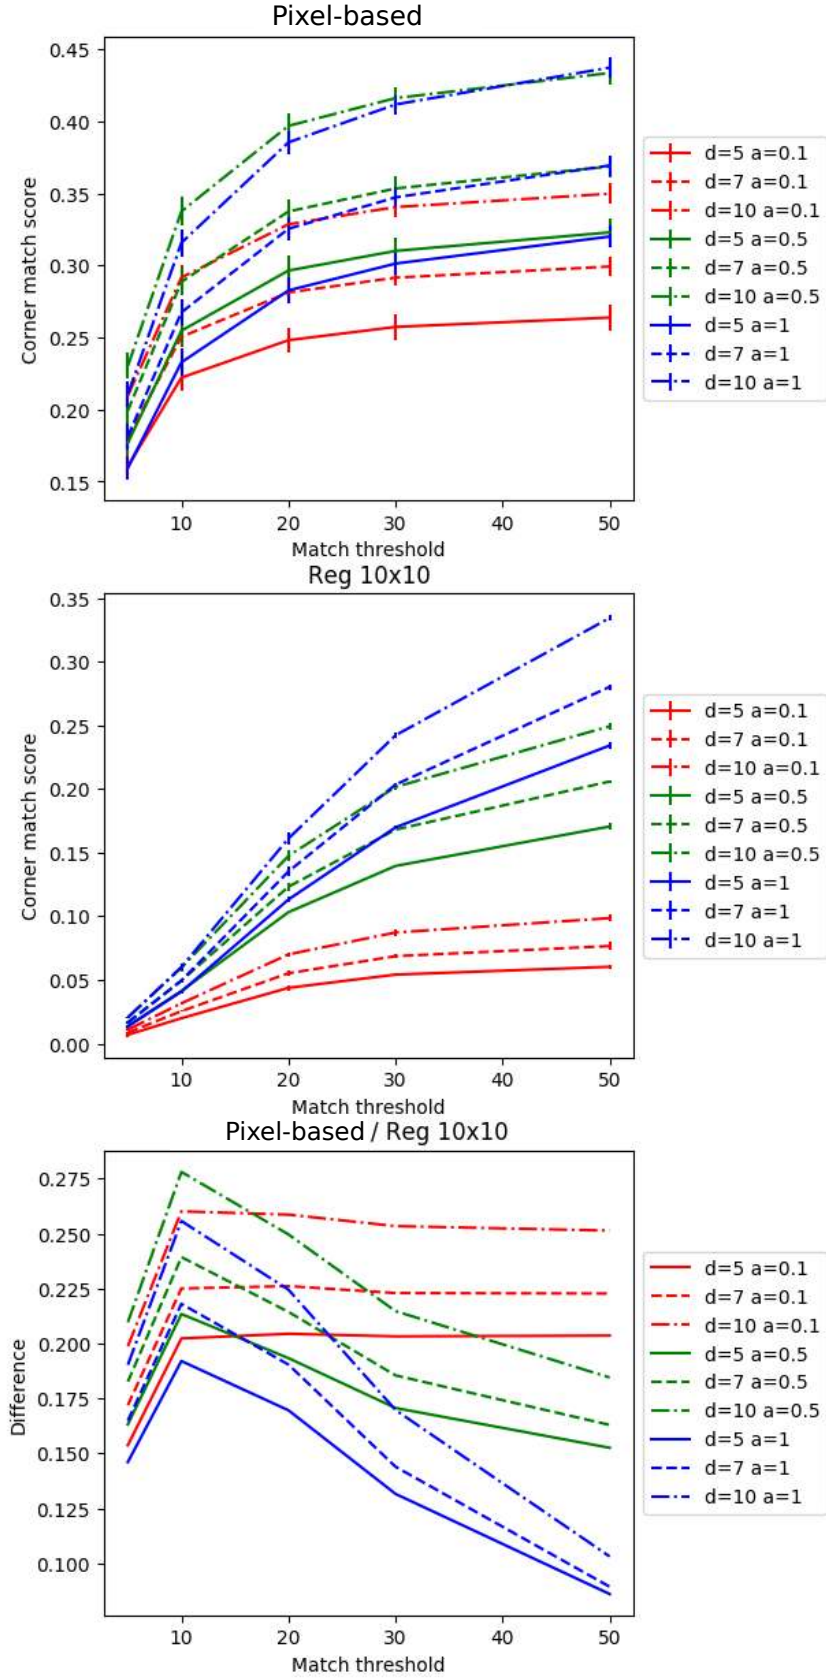 Pixel-based
0.45
0.40
0.35
0.30
0.25
0.20
0.15
Corner match score
10 20 30 40 50
Match threshold
d=5 a=0.1
d=7 a=0.1
d=10 a=0.1
d=5 a=0.5
d=7 a=0.5
d=10 a=0.5
d=5 a=1
d=7 a=1
d=10 a=1
Reg 10x10
0.35
0.30
0.25
0.20
0.15
0.10
0.05
0.00
Corner match score
10 20 30 40 50
Match threshold
d=5 a=0.1
d=7 a=0.1
d=10 a=0.1
d=5 a=0.5
d=7 a=0.5
d=10 a=0.5
d=5 a=1
d=7 a=1
d=10 a=1
Pixel-based / Reg 10x10
0.275
0.250
0.225
0.200
0.175
0.150
0.125
0.100
Difference
10 20 30 40 50
Match threshold
d=5 a=0.1
d=7 a=0.1
d=10 a=0.1
d=5 a=0.5
d=7 a=0.5
d=10 a=0.5
d=5 a=1
d=7 a=1
d=10 a=1